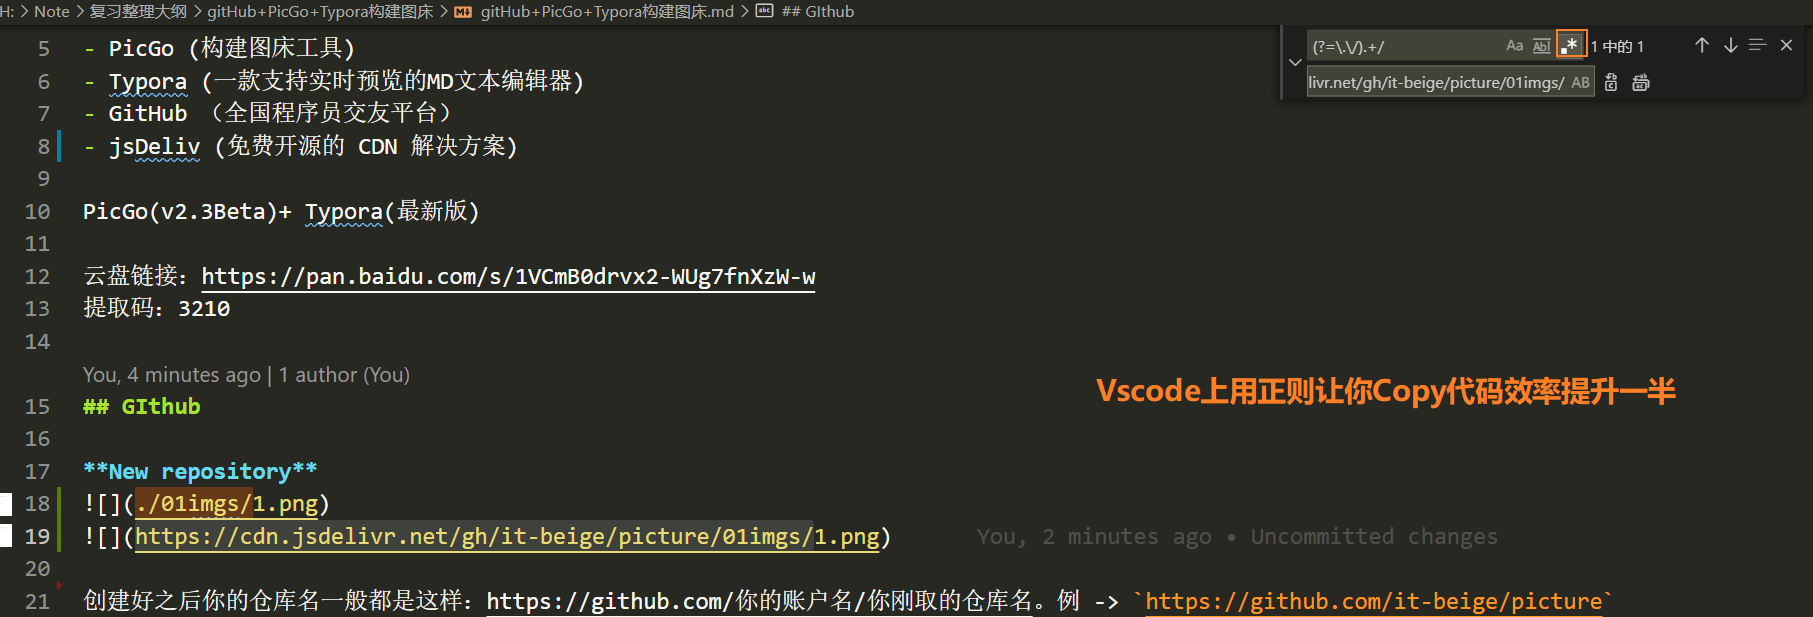 H: > Note > 复习整理大纲 > gitHub+PicGo+Typora构建图床 > gitHub+PicGo+Typora构建图床.md > ## GIthub
(?=\.\/).+/ Aa Abl .* 1 中的 1
livr.net/gh/it-beige/picture/01imgs/ AB
5 - PicGo (构建图床工具)
6 - Typora (一款支持实时预览的MD文本编辑器)
7 - GitHub （全国程序员交友平台）
8 - jsDeliv (免费开源的 CDN 解决方案)
9
10 PicGo(v2.3Beta)+ Typora(最新版)
11
12 云盘链接：https://pan.baidu.com/s/1VCmB0drvx2-WUg7fnXzW-w
13 提取码：3210
14
You, 4 minutes ago | 1 author (You)
Vscode上用正则让你Copy代码效率提升一半
15 ## GIthub
16
17 **New repository**
18 ![](./01imgs/1.png)
19 ![](https://cdn.jsdelivr.net/gh/it-beige/picture/01imgs/1.png) You, 2 minutes ago • Uncommitted changes
20
21 创建好之后你的仓库名一般都是这样：https://github.com/你的账户名/你刚取的仓库名。例 -> `https://github.com/it-beige/picture`